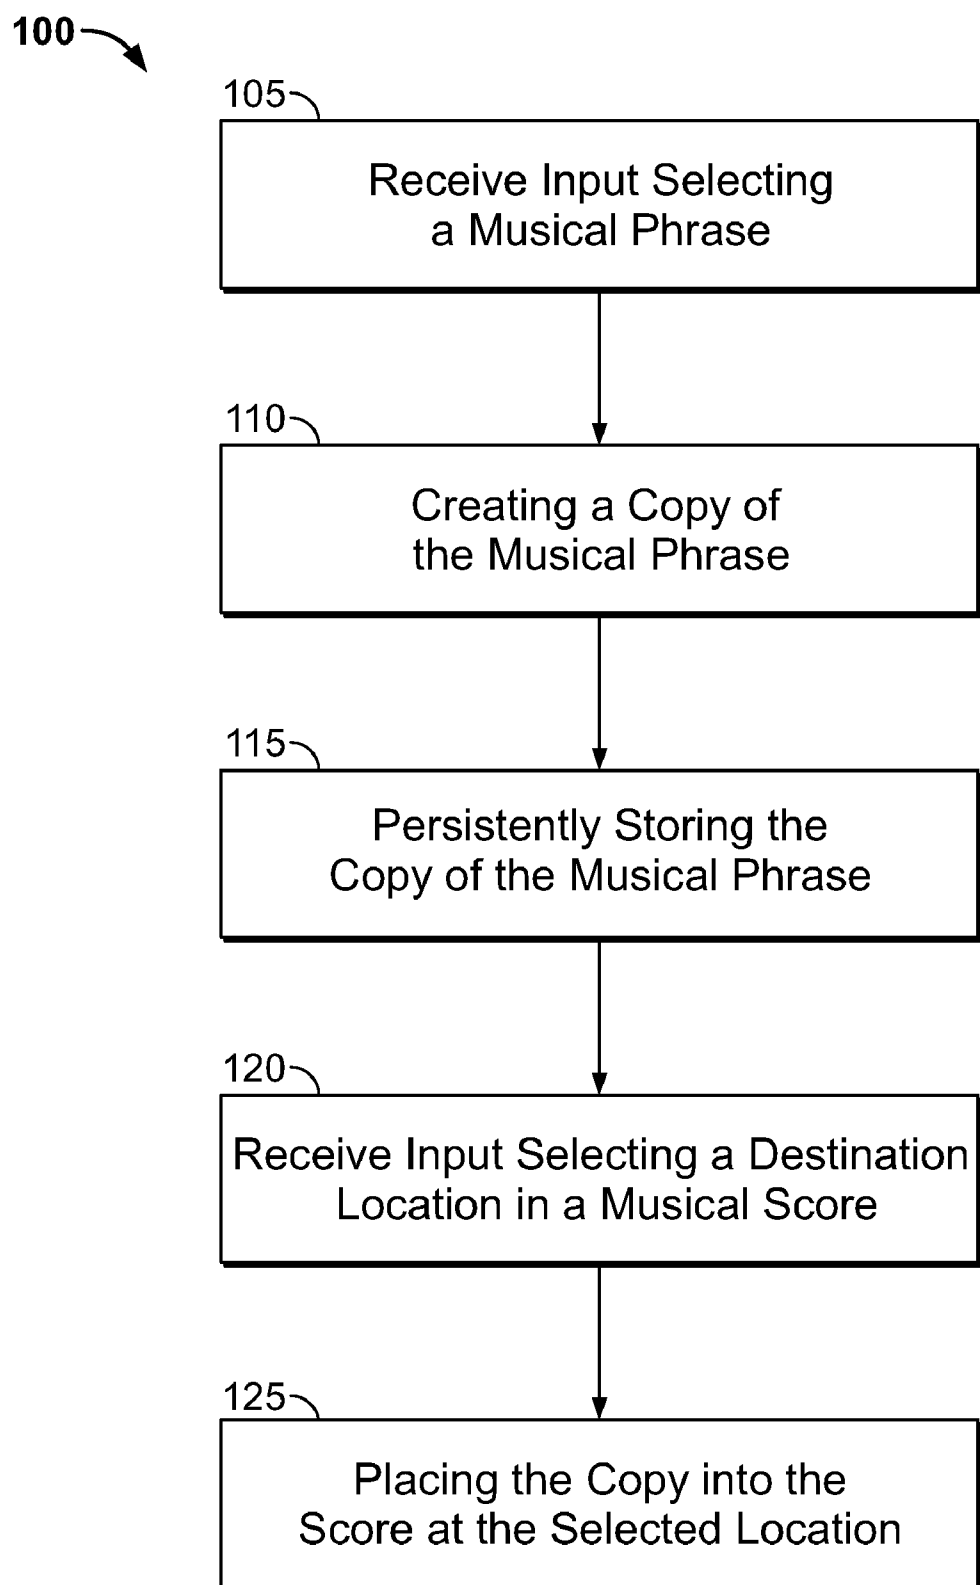 100
105
Receive Input Selecting
a Musical Phrase
110
Creating a Copy of
the Musical Phrase
115
Persistently Storing the
Copy of the Musical Phrase
120
Receive Input Selecting a Destination
Location in a Musical Score
125
Placing the Copy into the
Score at the Selected Location